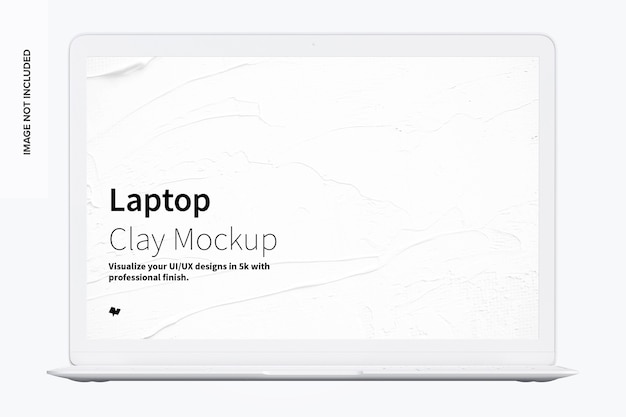 IMAGE NOT INCLUDED
Laptop
Clay Mockup
Visualize your UI/UX designs in 5k with
professional finish.